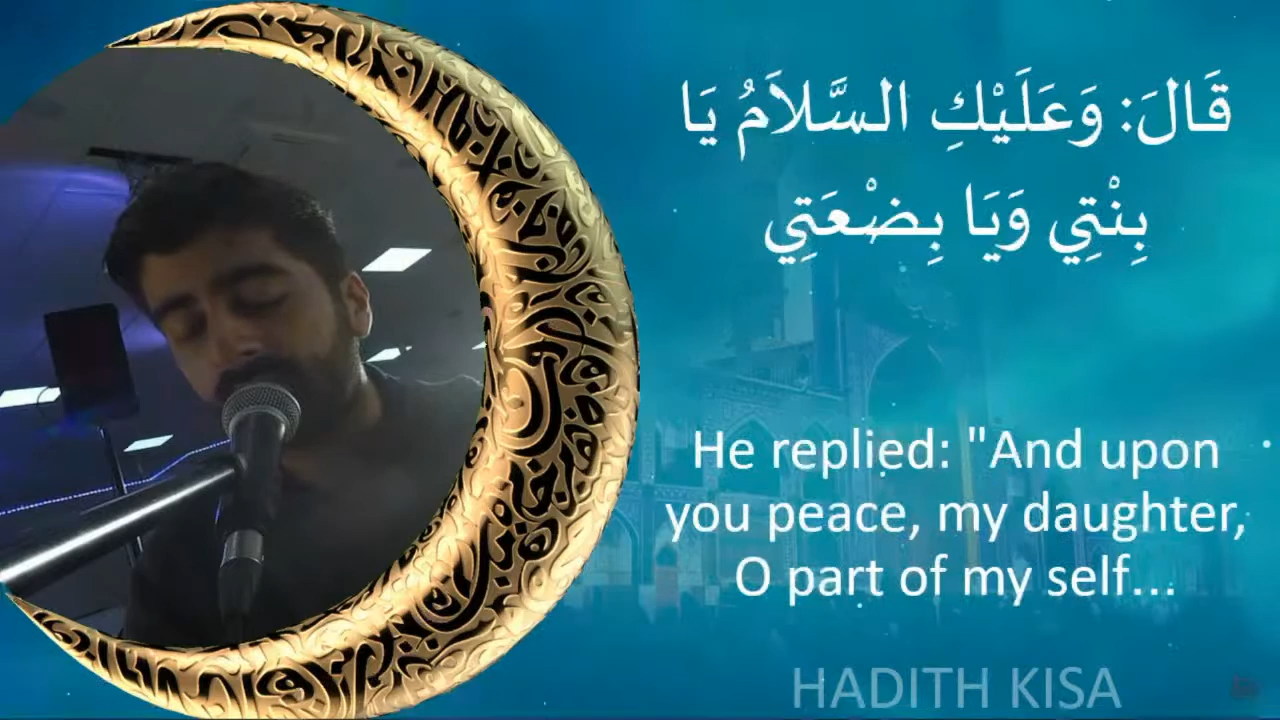 قَالَ: وَعَلَيْكِ السَّلاَمُ يَا
بِنْتِي وَيَا بِضْعَتِي
He replied: "And upon
you peace, my daughter,
O part of my self...
HADITH KISA